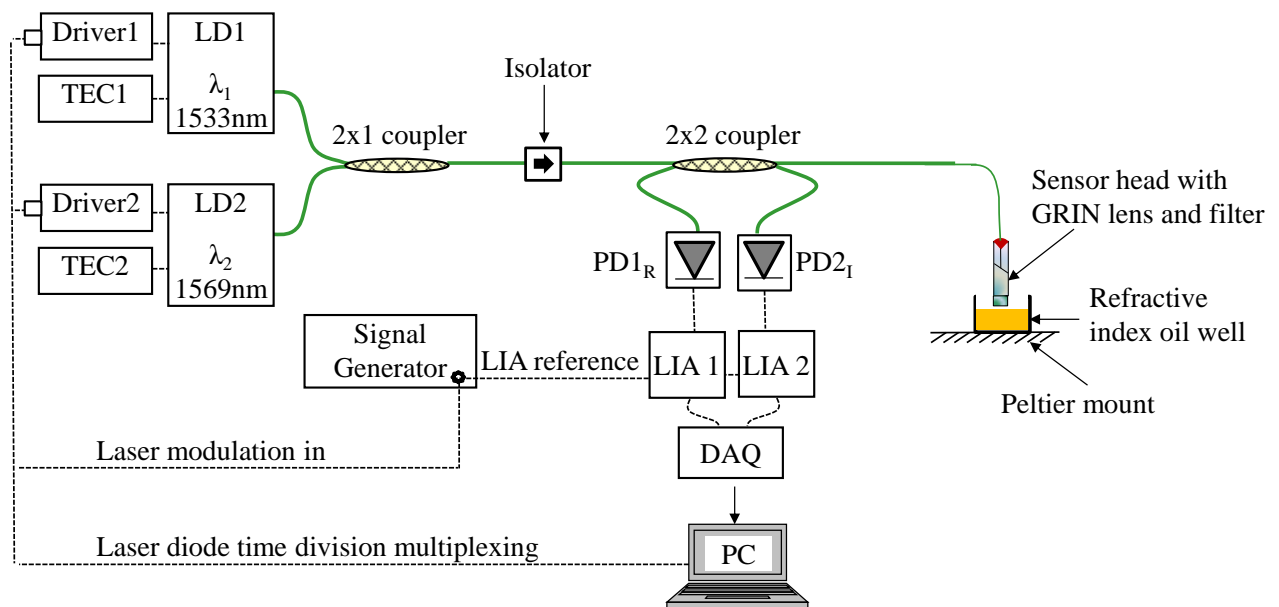 Driver1
LD1
TEC1
λ1
1533nm
Driver2
LD2
TEC2
λ2
1569nm
2x1 coupler
Isolator
2x2 coupler
Sensor head with
GRIN lens and filter
PD1R
PD2I
Refractive
index oil well
Peltier mount
Signal
Generator
LIA reference
LIA 1
LIA 2
Laser modulation in
DAQ
Laser diode time division multiplexing
PC